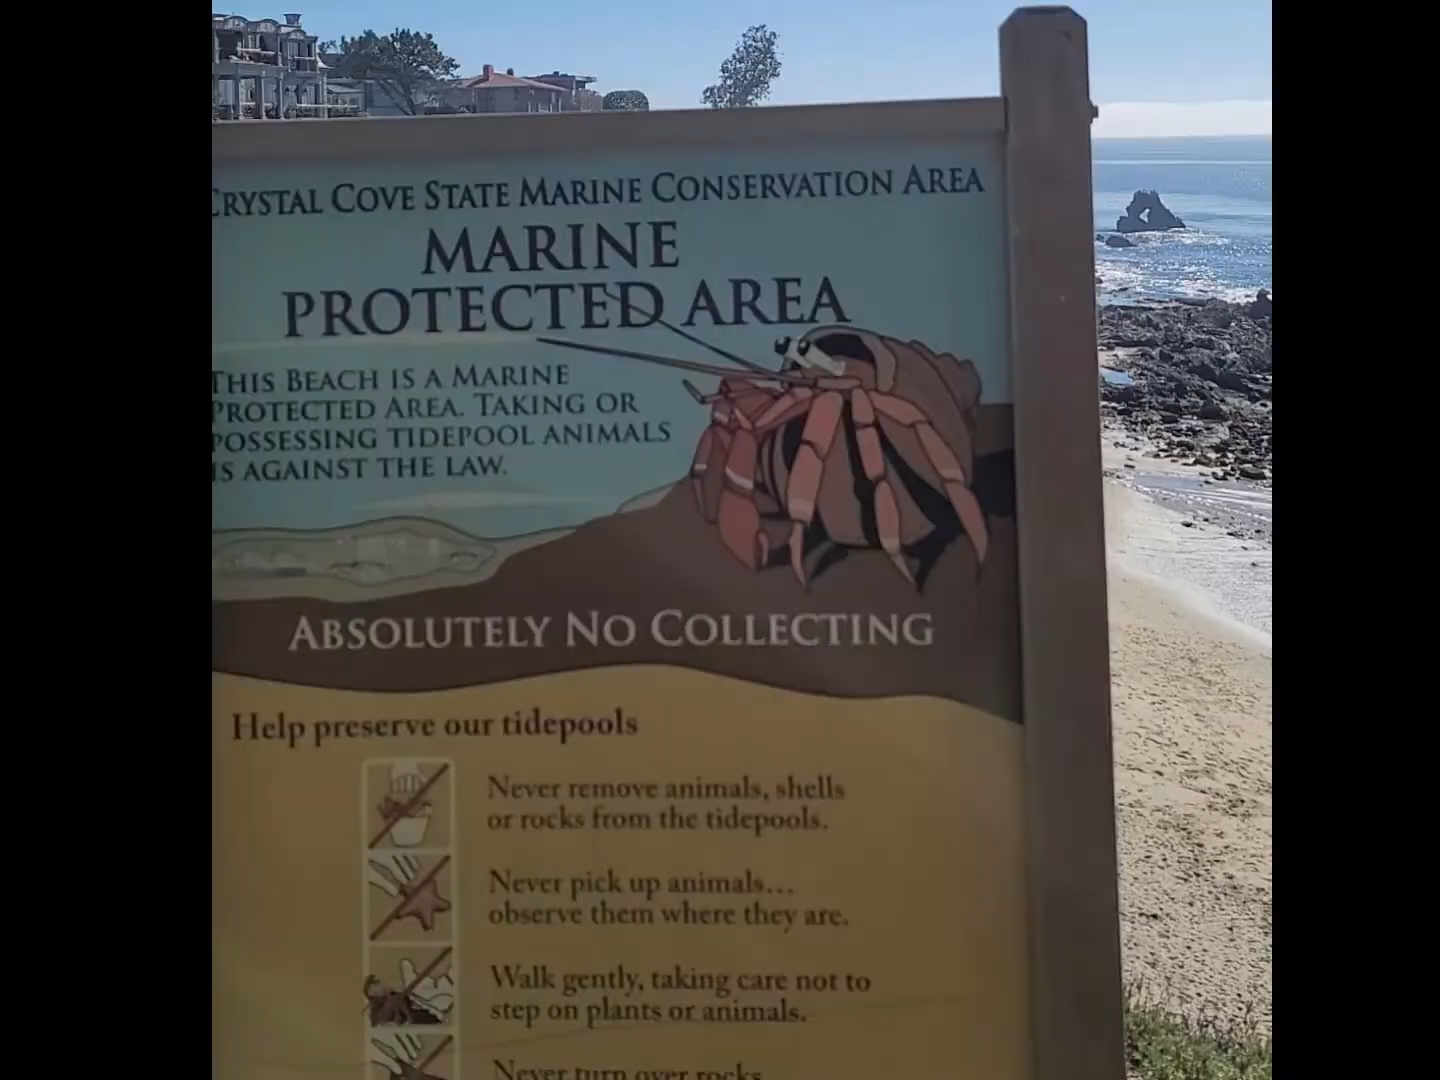 CRYSTAL COVE STATE MARINE CONSERVATION AREA
MARINE
PROTECTED AREA
THIS BEACH IS A MARINE
PROTECTED AREA. TAKING OR
POSSESSING TIDEPOOL ANIMALS
IS AGAINST THE LAW.
ABSOLUTELY NO COLLECTING
Help preserve our tidepools
Never remove animals, shells
or rocks from the tidepools.
Never pick up animals...
observe them where they are.
Walk gently, taking care not to
step on plants or animals.
Never turn over rocks